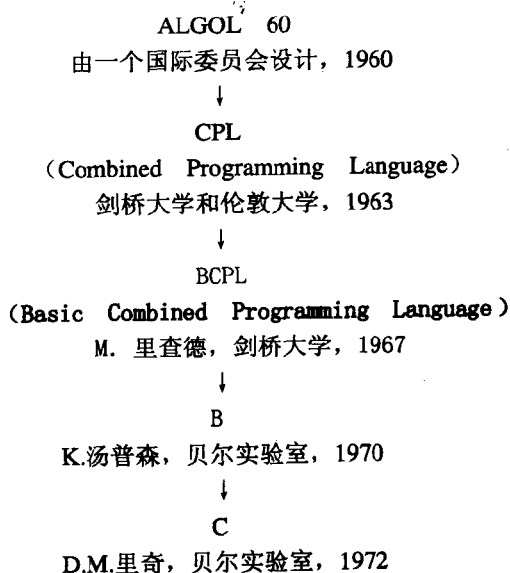 ALGOL 60
由一个国际委员会设计，1960
↓
CPL
（Combined Programming Language）
剑桥大学和伦敦大学，1963
↓
BCPL
（Basic Combined Programming Language）
M. 里查德，剑桥大学，1967
↓
B
K.汤普森，贝尔实验室，1970
↓
C
D.M.里奇，贝尔实验室，1972